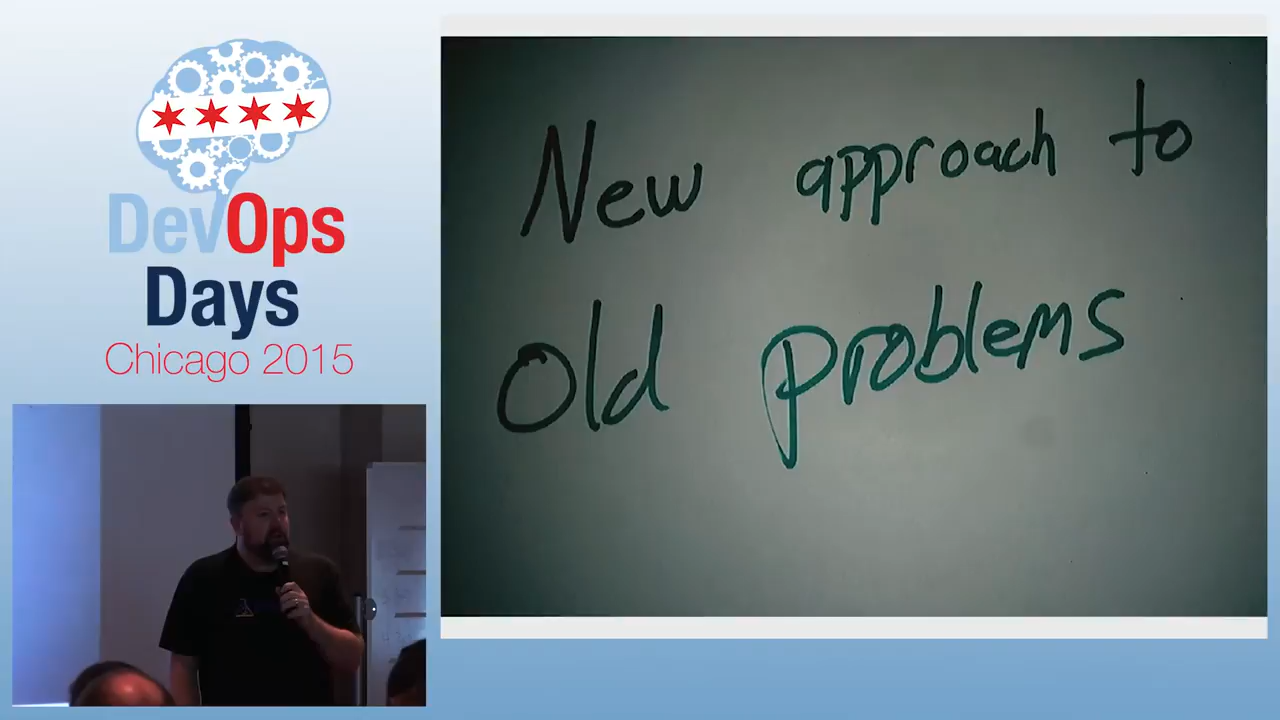 DevOps
Days
Chicago 2015
New approach to
Old problems